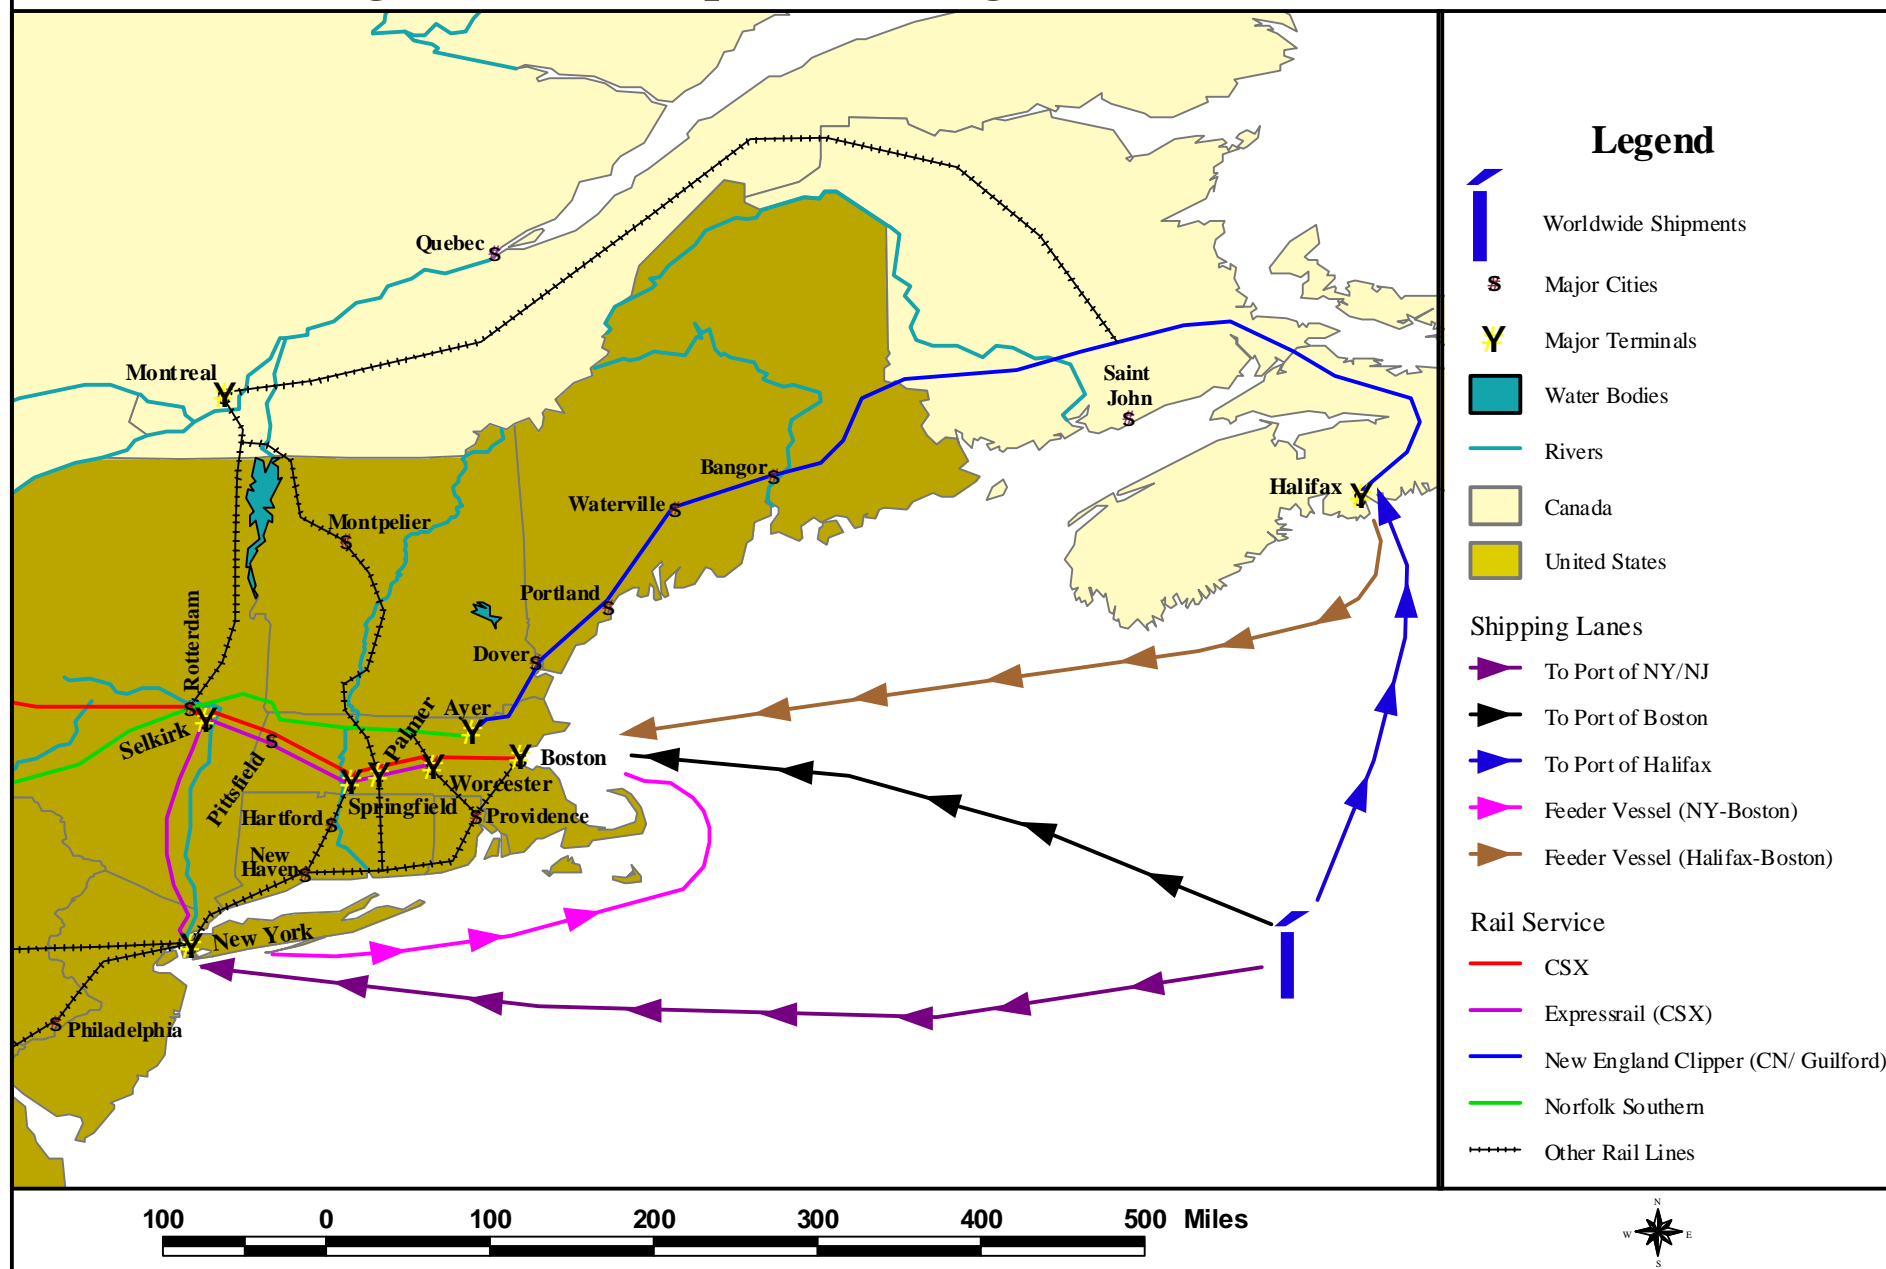 Quebec
Montreal
Saint
John
Bangor
Waterville
Halifax
Montpelier
Portland
Rotterdam
Dover
Ayer
Palmer
Selkirk
Boston
Pittsfield
Worcester
Springfield
Hartford
Providence
New
Haven
New York
Philadelphia
Legend
Worldwide Shipments
Major Cities
Major Terminals
Water Bodies
Rivers
Canada
United States
Shipping Lanes
To Port of NY/NJ
To Port of Boston
To Port of Halifax
Feeder Vessel (NY-Boston)
Feeder Vessel (Halifax-Boston)
Rail Service
CSX
Expressrail (CSX)
New England Clipper (CN/ Guilford)
Norfolk Southern
Other Rail Lines
100 0 100 200 300 400 500 Miles
N
W E
S